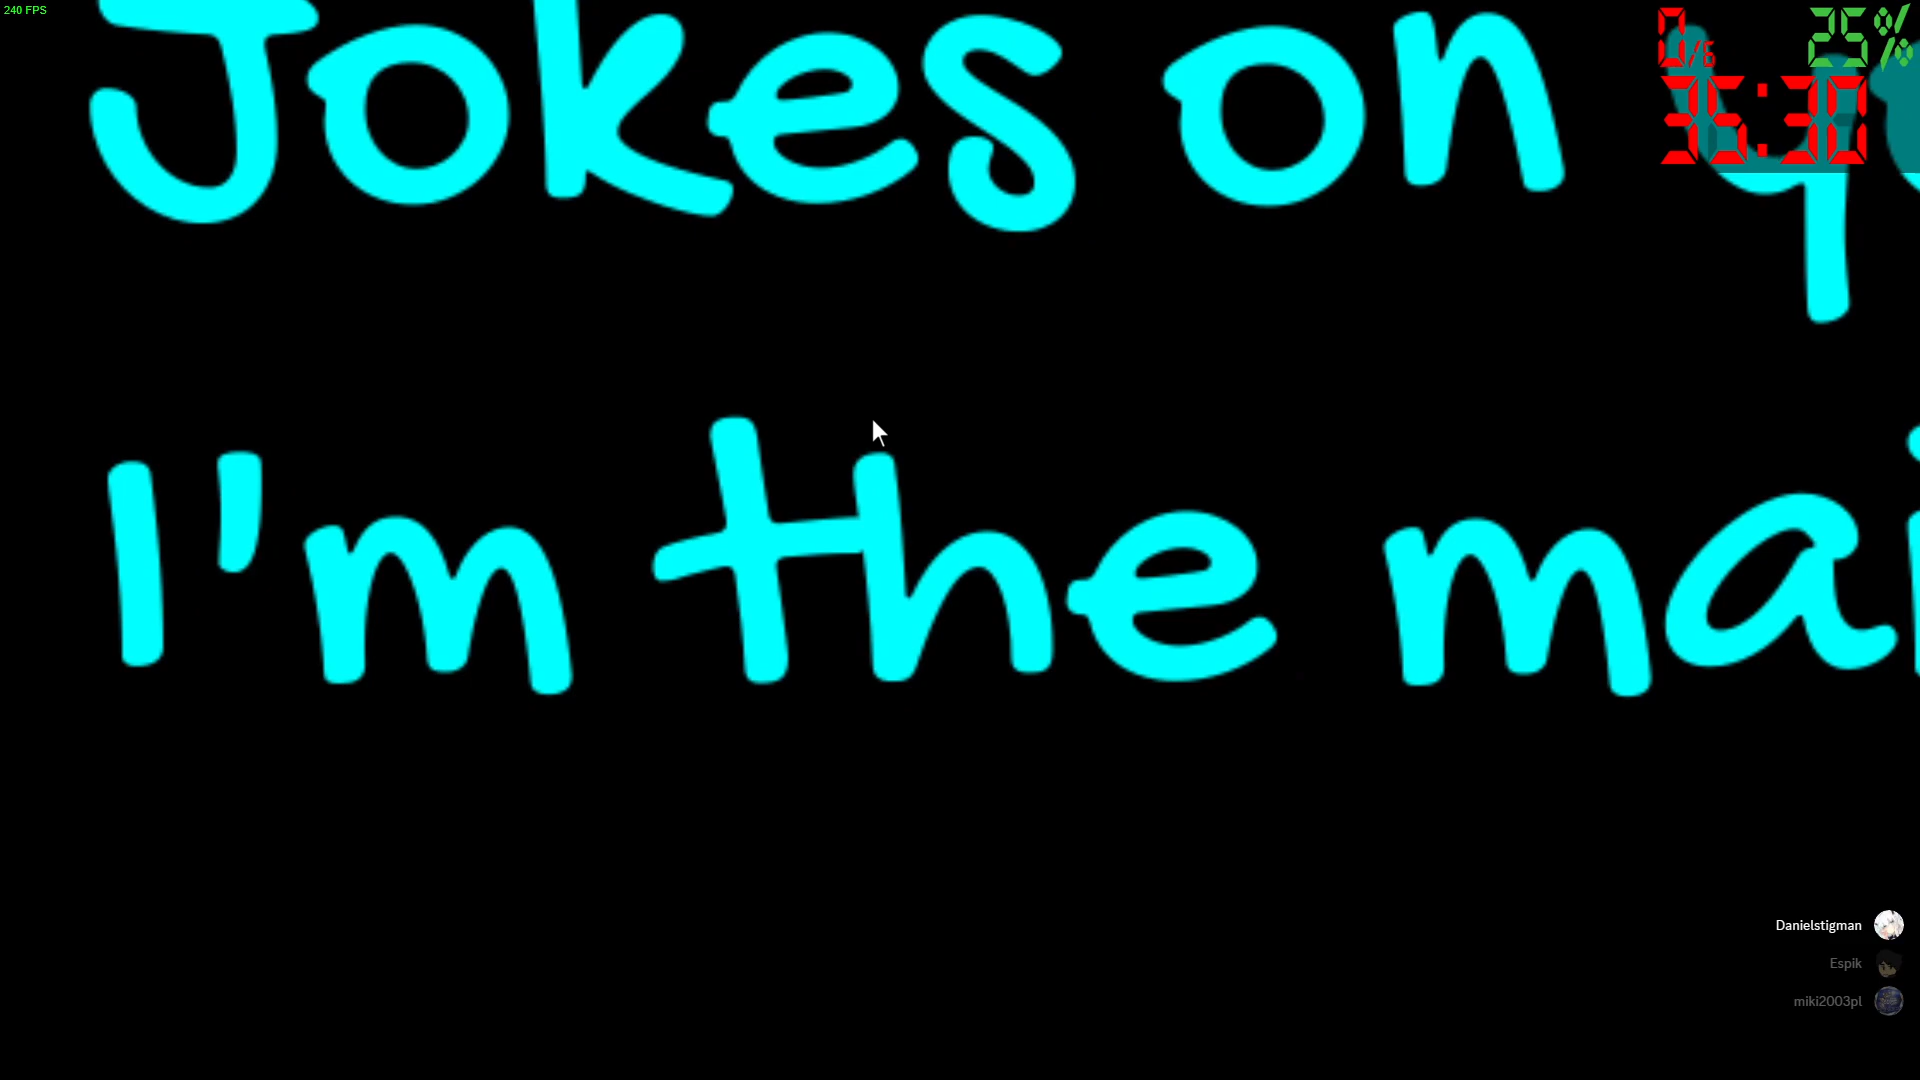 240 FPS
0/6 25%
35:30
Jokes on
I'm the
Danielstigman
Espik
miki2003pl